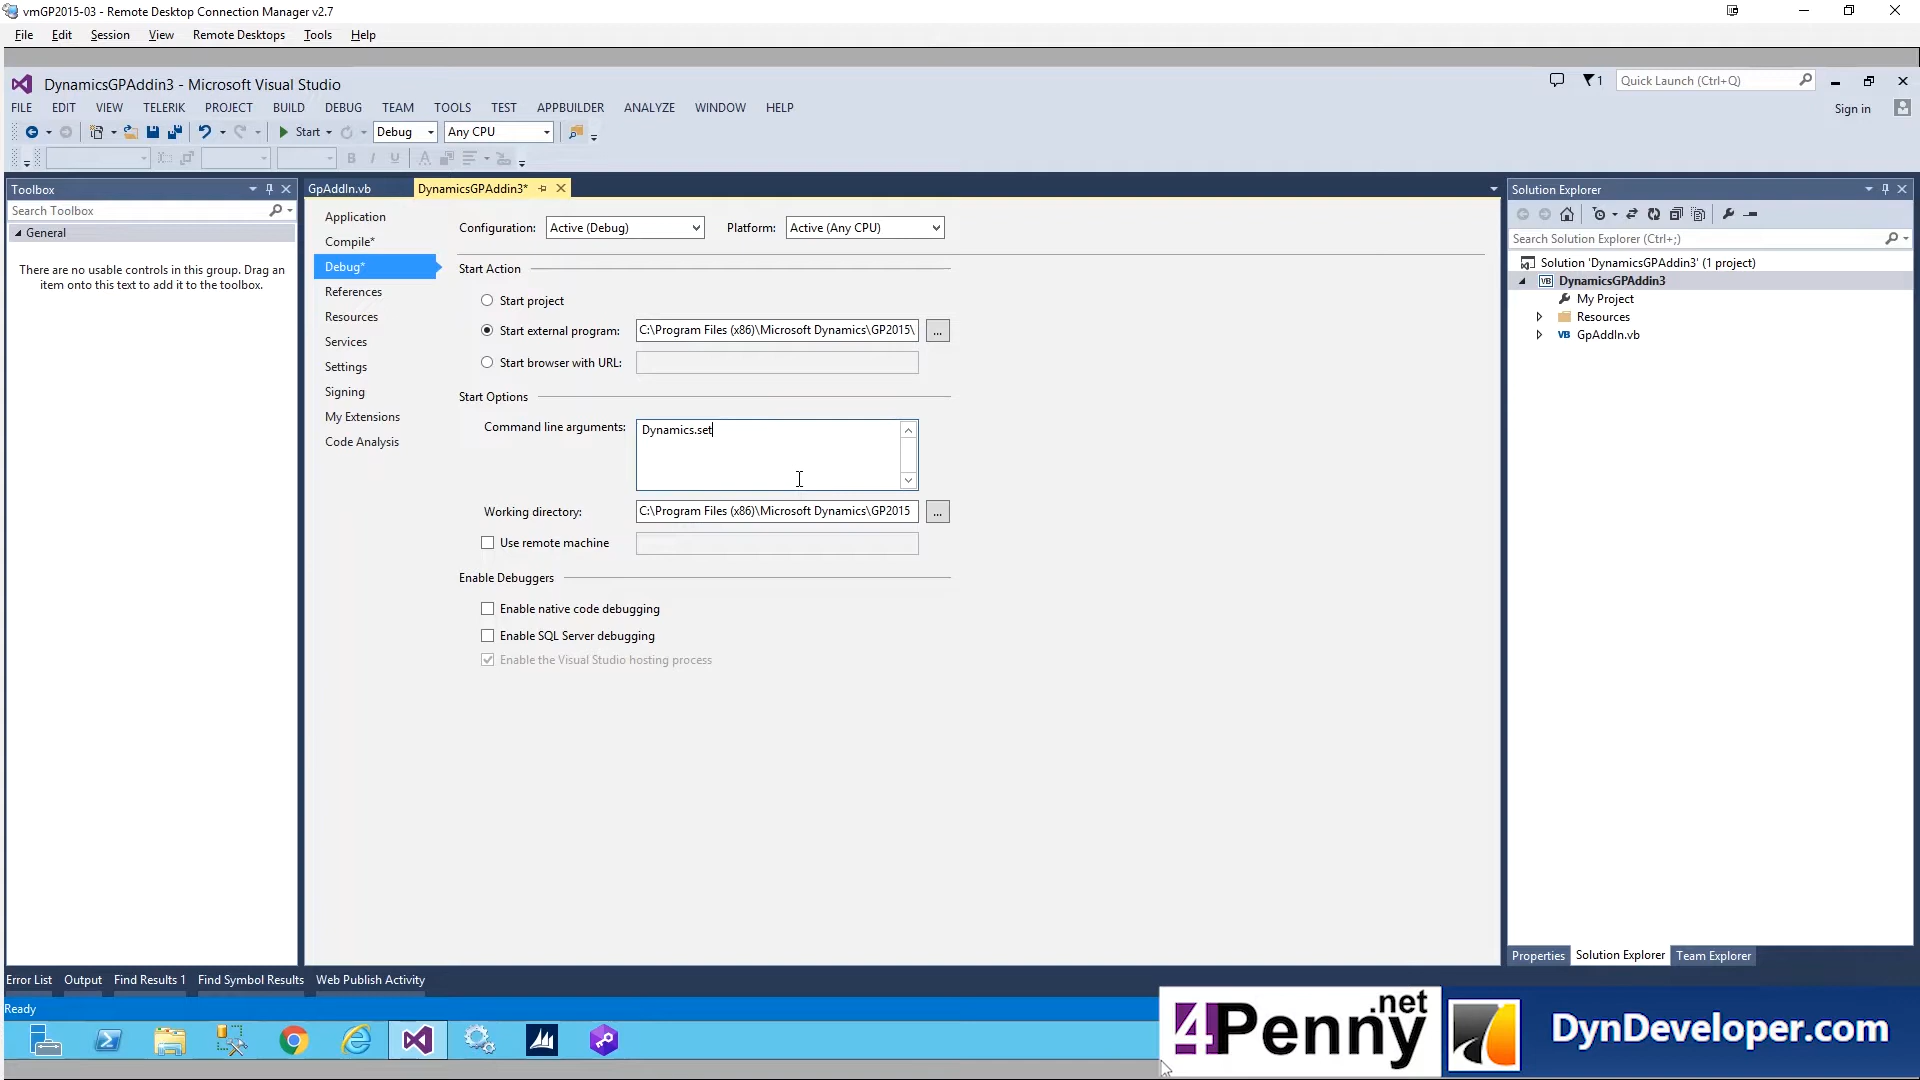 vmGP2015-03 - Remote Desktop Connection Manager v2.7
File Edit Session View Remote Desktops Tools Help
DynamicsGPAddin3 - Microsoft Visual Studio
1 Quick Launch (Ctrl+Q)
FILE EDIT VIEW TELERIK PROJECT BUILD DEBUG TEAM TOOLS TEST APPBUILDER ANALYZE WINDOW HELP
Sign in
Start Debug Any CPU
Toolbox
Search Toolbox
General
There are no usable controls in this group. Drag an
item onto this text to add it to the toolbox.
GpAddIn.vb DynamicsGPAddin3*
Application
Compile*
Debug*
References
Resources
Services
Settings
Signing
My Extensions
Code Analysis
Configuration: Active (Debug) Platform: Active (Any CPU)
Start Action
Start project
Start external program: C:\Program Files (x86)\Microsoft Dynamics\GP2015\ ...
Start browser with URL:
Start Options
Command line arguments: Dynamics.set
Working directory: C:\Program Files (x86)\Microsoft Dynamics\GP2015 ...
Use remote machine
Enable Debuggers
Enable native code debugging
Enable SQL Server debugging
Enable the Visual Studio hosting process
Solution Explorer
Search Solution Explorer (Ctrl+;)
Solution 'DynamicsGPAddin3' (1 project)
VB DynamicsGPAddin3
My Project
Resources
VB GpAddIn.vb
Properties Solution Explorer Team Explorer
Error List Output Find Results 1 Find Symbol Results Web Publish Activity
Ready
4Penny.net
DynDeveloper.com